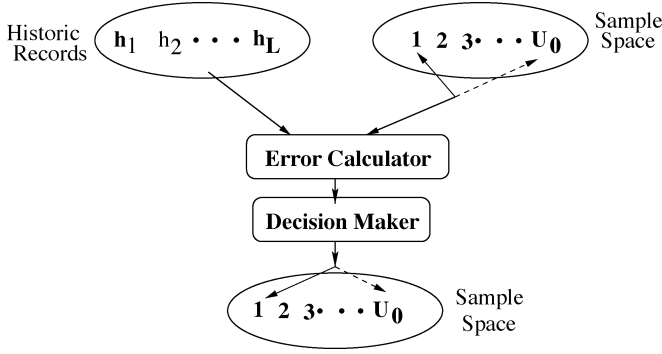 Historic
Records
h1 h2 • • • hL
1 2 3• • • U0
Sample
Space
Error Calculator
Decision Maker
1 2 3• • • U0
Sample
Space